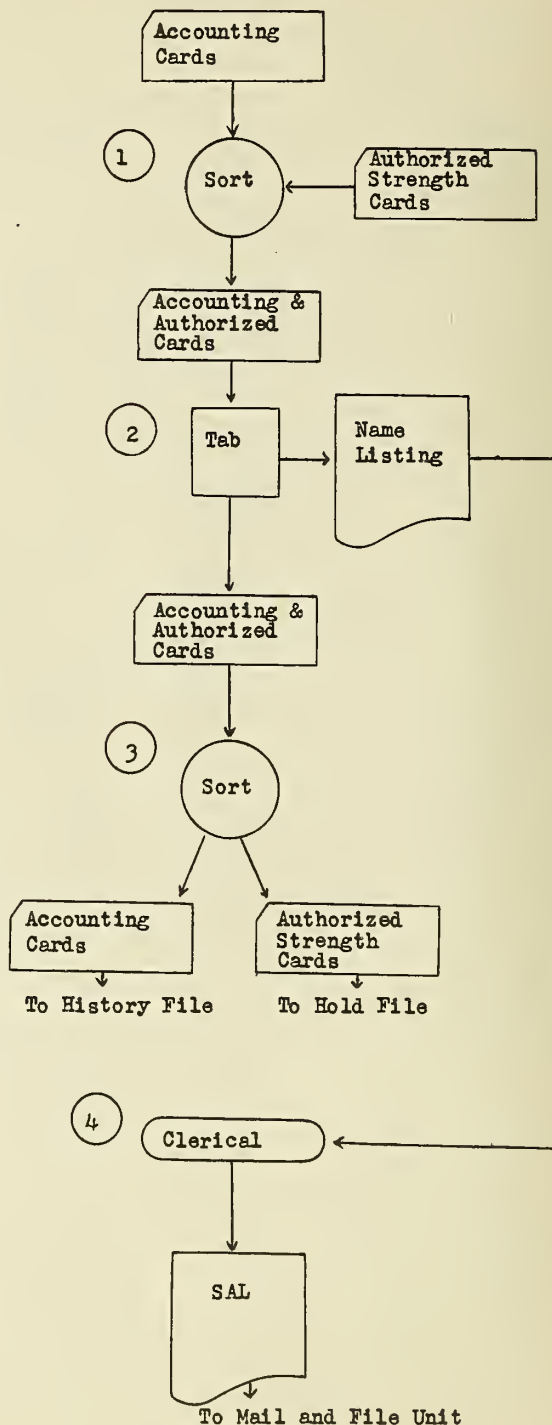 Accounting
Cards
1
Sort
Authorized
Strength
Cards
Accounting &
Authorized
Cards
2
Tab
Name
Listing
Accounting &
Authorized
Cards
3
Sort
Accounting
Cards
Authorized
Strength
Cards
To History File
To Hold File
4
Clerical
SAL
To Mail and File Unit